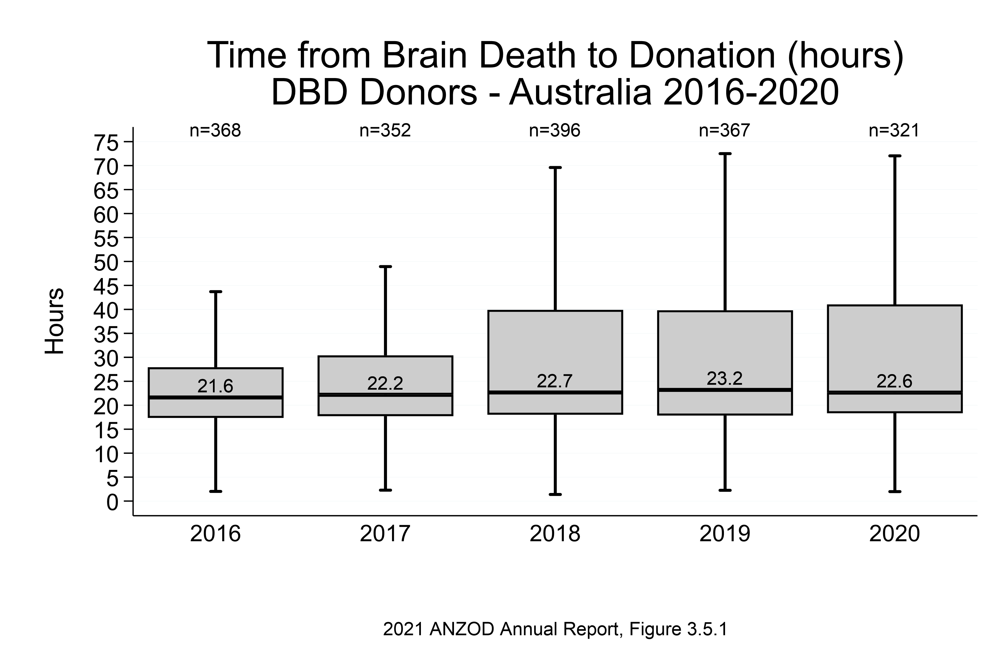 Time from Brain Death to Donation (hours)
DBD Donors - Australia 2016-2020
n=368 n=352 n=396 n=367 n=321
75
70
65
60
55
50
45
40
35
30
25
20
15
10
5
0
Hours
21.6 22.2 22.7 23.2 22.6
2016 2017 2018 2019 2020
2021 ANZOD Annual Report, Figure 3.5.1